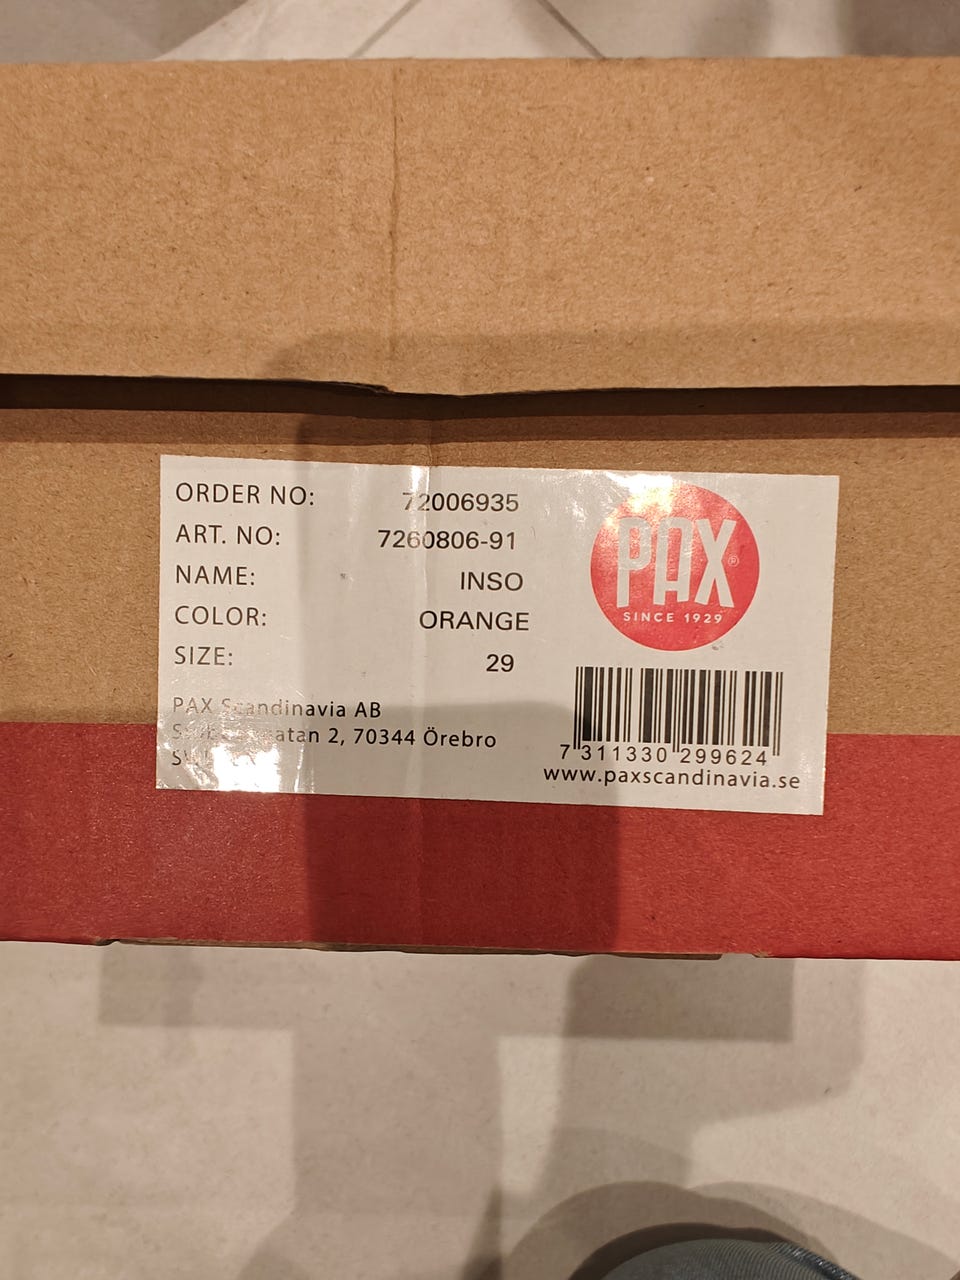 ORDER NO: 72006935
ART. NO: 7260806-91
NAME: INSO
COLOR: ORANGE
SIZE: 29
PAX Scandinavia AB
2, 70344 Örebro
PAX®
SINCE 1929
7 311330 299624
www.paxscandinavia.se